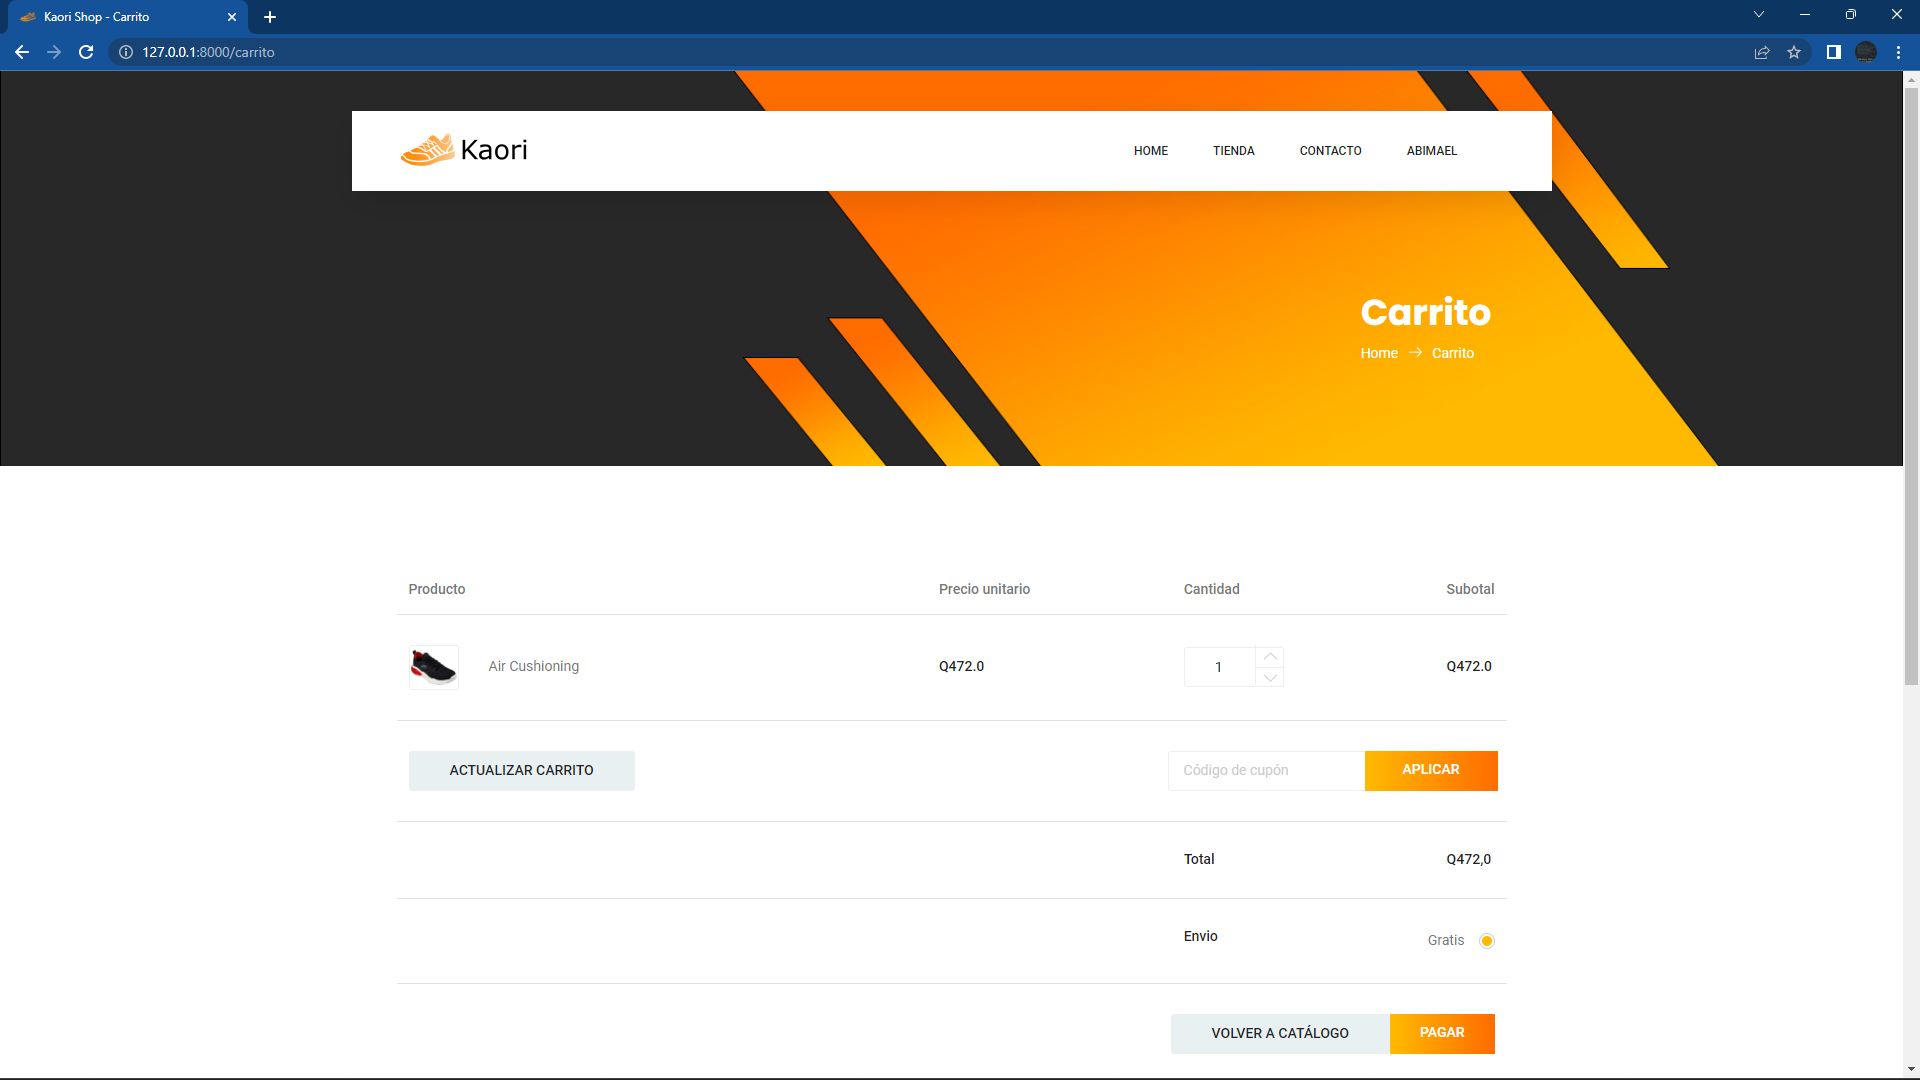 Kaori Shop - Carrito
127.0.0.1:8000/carrito
Kaori
HOME TIENDA CONTACTO ABIMAEL
Carrito
Home → Carrito
Producto Precio unitario Cantidad Subotal
Air Cushioning Q472.0 1 Q472.0
ACTUALIZAR CARRITO Código de cupón APLICAR
Total Q472,0
Envio Gratis
VOLVER A CATÁLOGO PAGAR